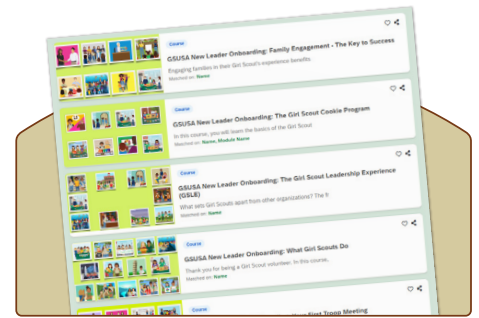 Course
GSUSA New Leader Onboarding: Family Engagement - The Key to Success
Engaging families in their Girl Scout's experience benefits
Matched on: Name
Course
GSUSA New Leader Onboarding: The Girl Scout Cookie Program
In this course, you will learn the basics of the Girl Scout
Matched on: Name, Module Name
Course
GSUSA New Leader Onboarding: The Girl Scout Leadership Experience
(GSLE)
What sets Girl Scouts apart from other organizations? The 9
Matched on: Name
Course
GSUSA New Leader Onboarding: What Girl Scouts Do
Thank you for being a Girl Scout volunteer. In this course,
Matched on: Name
Course
First Troop Meeting